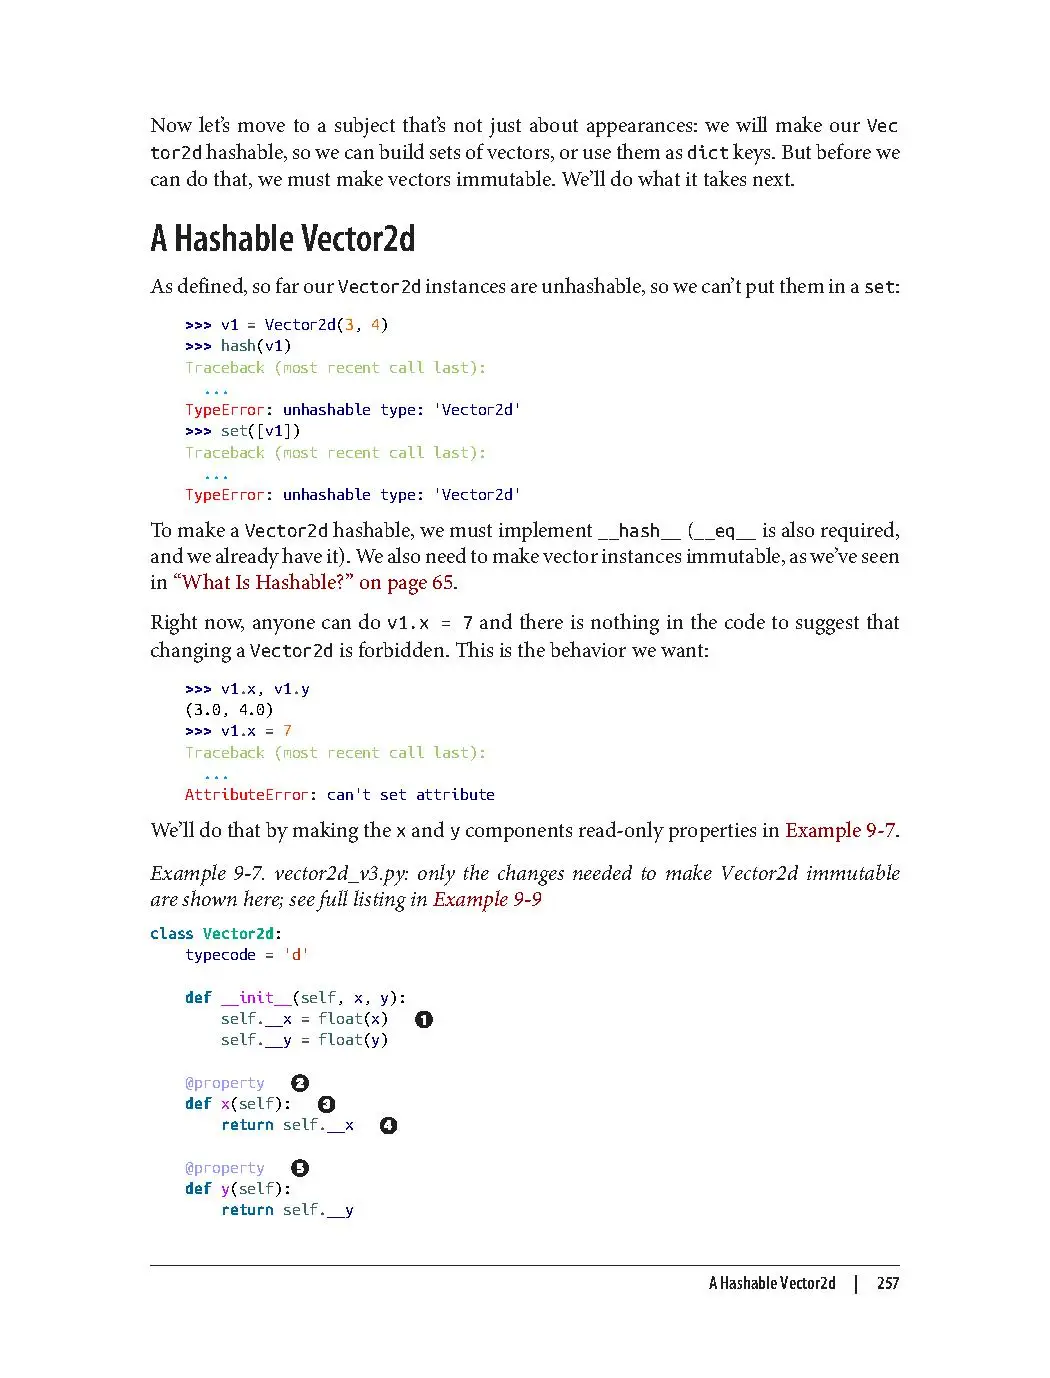 Now let’s move to a subject that’s not just about appearances: we will make our Vec
tor2d hashable, so we can build sets of vectors, or use them as dict keys. But before we
can do that, we must make vectors immutable. We’ll do what it takes next.
A Hashable Vector2d
As defined, so far our Vector2d instances are unhashable, so we can’t put them in a set:
>>> v1 = Vector2d(3, 4)
>>> hash(v1)
Traceback (most recent call last):
  ...
TypeError: unhashable type: 'Vector2d'
>>> set([v1])
Traceback (most recent call last):
  ...
TypeError: unhashable type: 'Vector2d'
To make a Vector2d hashable, we must implement __hash__ (__eq__ is also required,
and we already have it). We also need to make vector instances immutable, as we’ve seen
in “What Is Hashable?” on page 65.
Right now, anyone can do v1.x = 7 and there is nothing in the code to suggest that
changing a Vector2d is forbidden. This is the behavior we want:
>>> v1.x, v1.y
(3.0, 4.0)
>>> v1.x = 7
Traceback (most recent call last):
  ...
AttributeError: can't set attribute
We’ll do that by making the x and y components read-only properties in Example 9-7.
Example 9-7. vector2d_v3.py: only the changes needed to make Vector2d immutable
are shown here; see full listing in Example 9-9
class Vector2d:
    typecode = 'd'
    def __init__(self, x, y):
        self.__x = float(x) ❶
        self.__y = float(y)
    @property ❷
    def x(self): ❸
        return self.__x ❹
    @property ❺
    def y(self):
        return self.__y
A Hashable Vector2d | 257